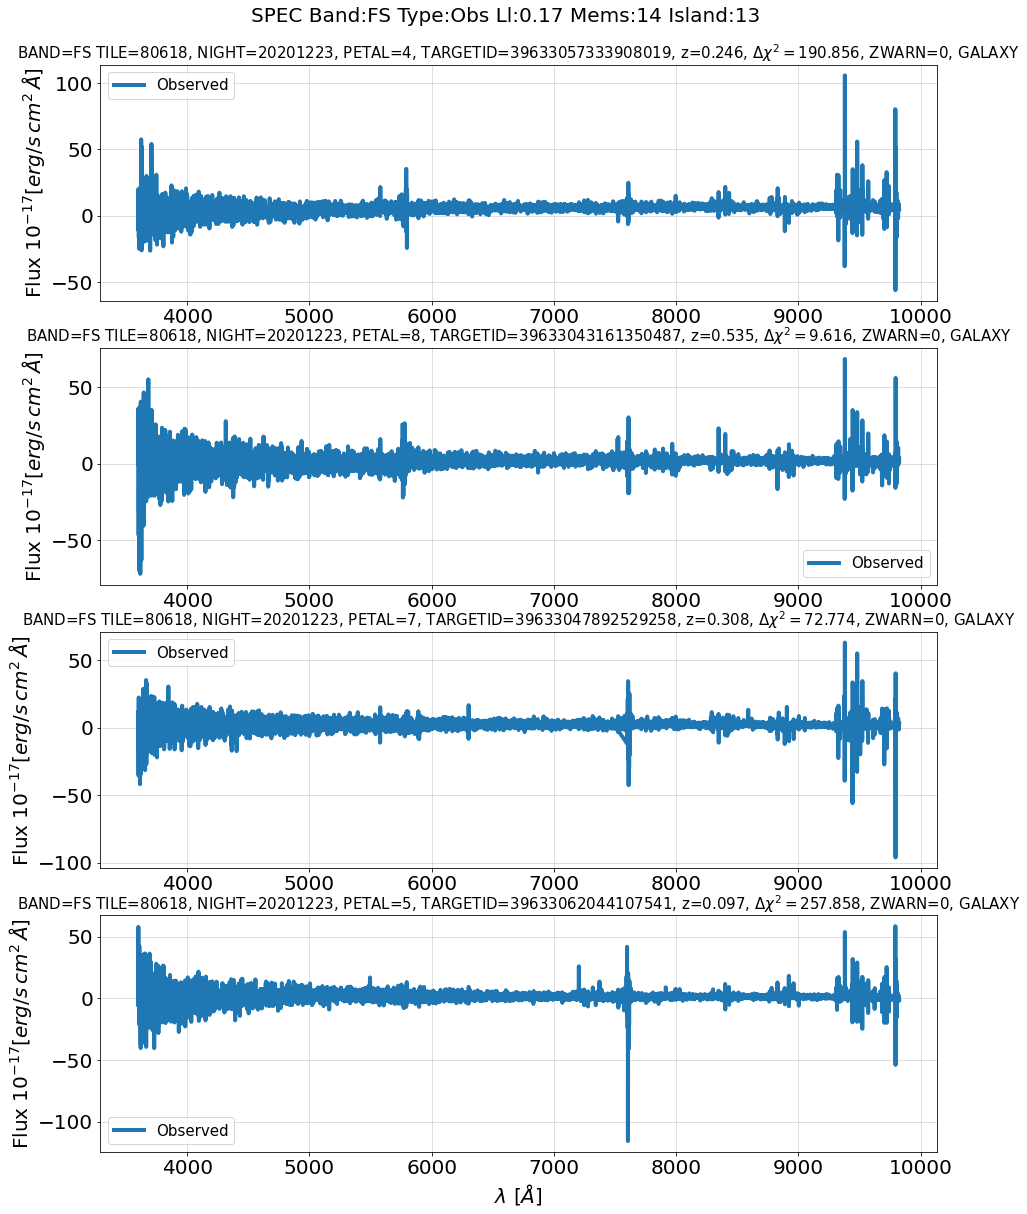 SPEC Band:FS Type:Obs Ll:0.17 Mems:14 Island:13
BAND=FS TILE=80618, NIGHT=20201223, PETAL=4, TARGETID=39633057333908019, z=0.246, Δχ² = 190.856, ZWARN=0, GALAXY
Flux 10⁻¹⁷[erg/s cm² Å]
100
50
0
−50
Observed
4000 5000 6000 7000 8000 9000 10000
BAND=FS TILE=80618, NIGHT=20201223, PETAL=8, TARGETID=39633043161350487, z=0.535, Δχ² = 9.616, ZWARN=0, GALAXY
Flux 10⁻¹⁷[erg/s cm² Å]
50
0
−50
Observed
4000 5000 6000 7000 8000 9000 10000
BAND=FS TILE=80618, NIGHT=20201223, PETAL=7, TARGETID=39633047892529258, z=0.308, Δχ² = 72.774, ZWARN=0, GALAXY
Flux 10⁻¹⁷[erg/s cm² Å]
50
0
−50
−100
Observed
4000 5000 6000 7000 8000 9000 10000
BAND=FS TILE=80618, NIGHT=20201223, PETAL=5, TARGETID=39633062044107541, z=0.097, Δχ² = 257.858, ZWARN=0, GALAXY
Flux 10⁻¹⁷[erg/s cm² Å]
50
0
−50
−100
Observed
4000 5000 6000 7000 8000 9000 10000
λ [Å]